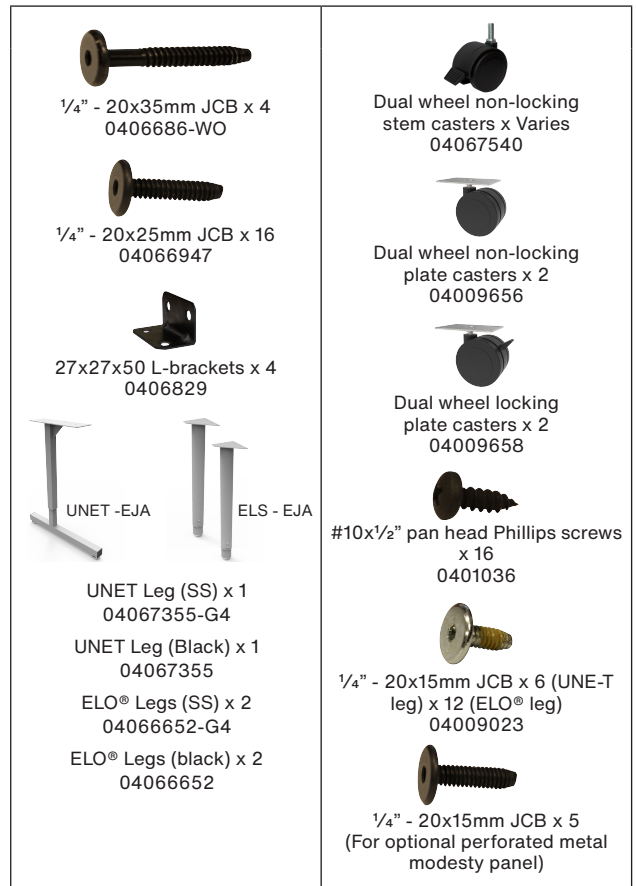 ¼” - 20x35mm JCB x 4
0406686-WO
¼” - 20x25mm JCB x 16
04066947
27x27x50 L-brackets x 4
0406829
UNET -EJA
ELS - EJA
UNET Leg (SS) x 1
04067355-G4
UNET Leg (Black) x 1
04067355
ELO® Legs (SS) x 2
04066652-G4
ELO® Legs (black) x 2
04066652
Dual wheel non-locking
stem casters x Varies
04067540
Dual wheel non-locking
plate casters x 2
04009656
Dual wheel locking
plate casters x 2
04009658
#10x½” pan head Phillips screws
x 16
0401036
¼” - 20x15mm JCB x 6 (UNE-T
leg) x 12 (ELO® leg)
04009023
¼” - 20x15mm JCB x 5
(For optional perforated metal
modesty panel)